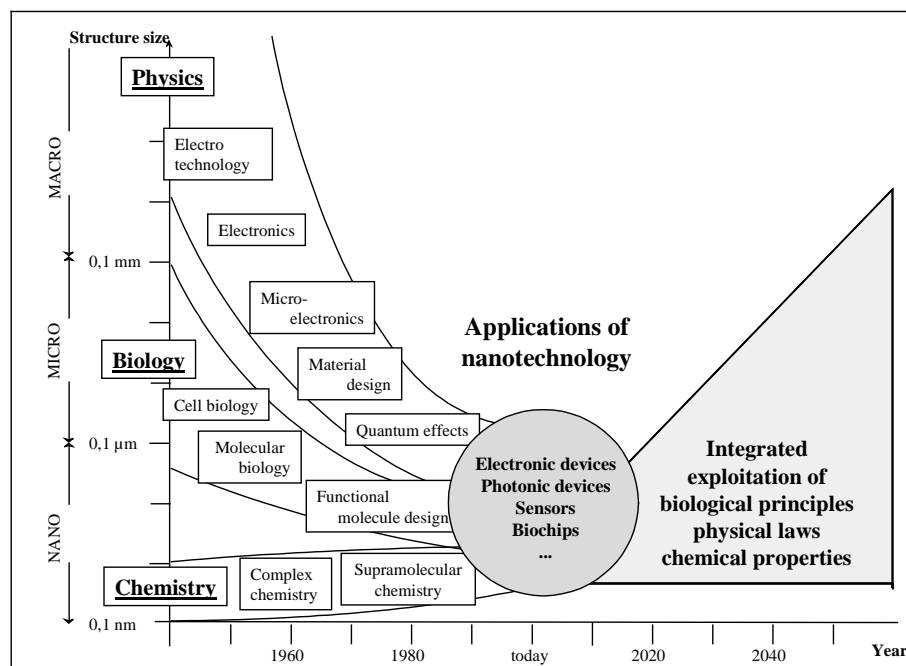 Structure size
Physics
MACRO
Electro
technology
Electronics
0,1 mm
Micro-
electronics
Applications of
nanotechnology
MICRO
Biology
Material
design
Cell biology
Quantum effects
0,1 µm
Molecular
biology
Integrated
exploitation of
biological principles
physical laws
chemical properties
Electronic devices
Photonic devices
Sensors
Biochips
...
Functional
molecule design
NANO
Chemistry
Complex
chemistry
Supramolecular
chemistry
0,1 nm
1960
1980
today
2020
2040
Year